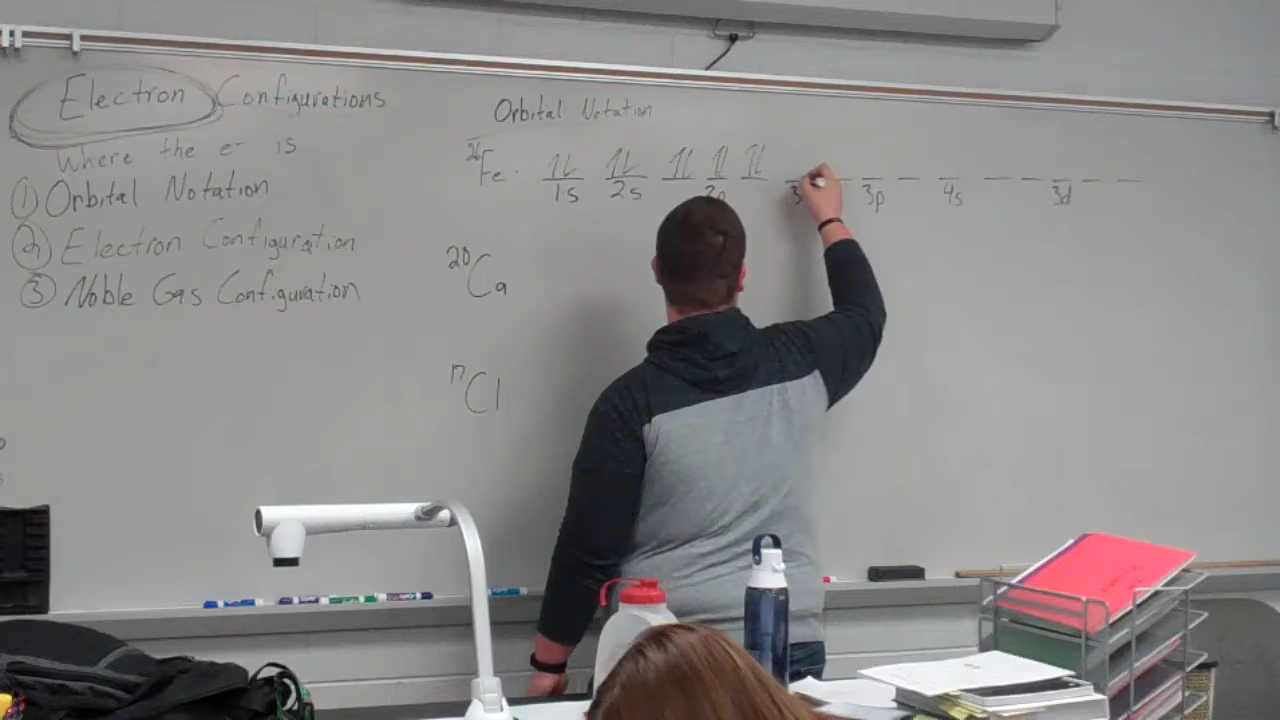 Electron Configurations
Where the e⁻ is
① Orbital Notation
② Electron Configuration
③ Noble Gas Configuration
Orbital Notation
26Fe
1s 2s 2p 3p 4s 3d
20Ca
17Cl